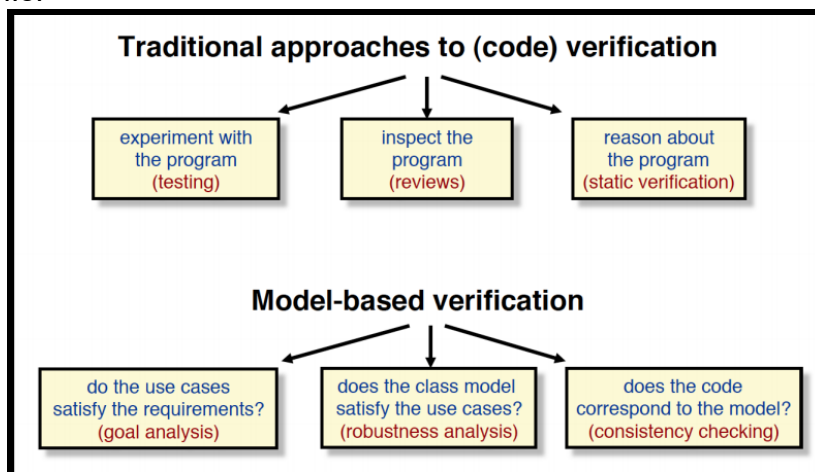 Traditional approaches to (code) verification
experiment with
the program
(testing)
inspect the
program
(reviews)
reason about
the program
(static verification)
Model-based verification
do the use cases
satisfy the requirements?
(goal analysis)
does the class model
satisfy the use cases?
(robustness analysis)
does the code
correspond to the model?
(consistency checking)